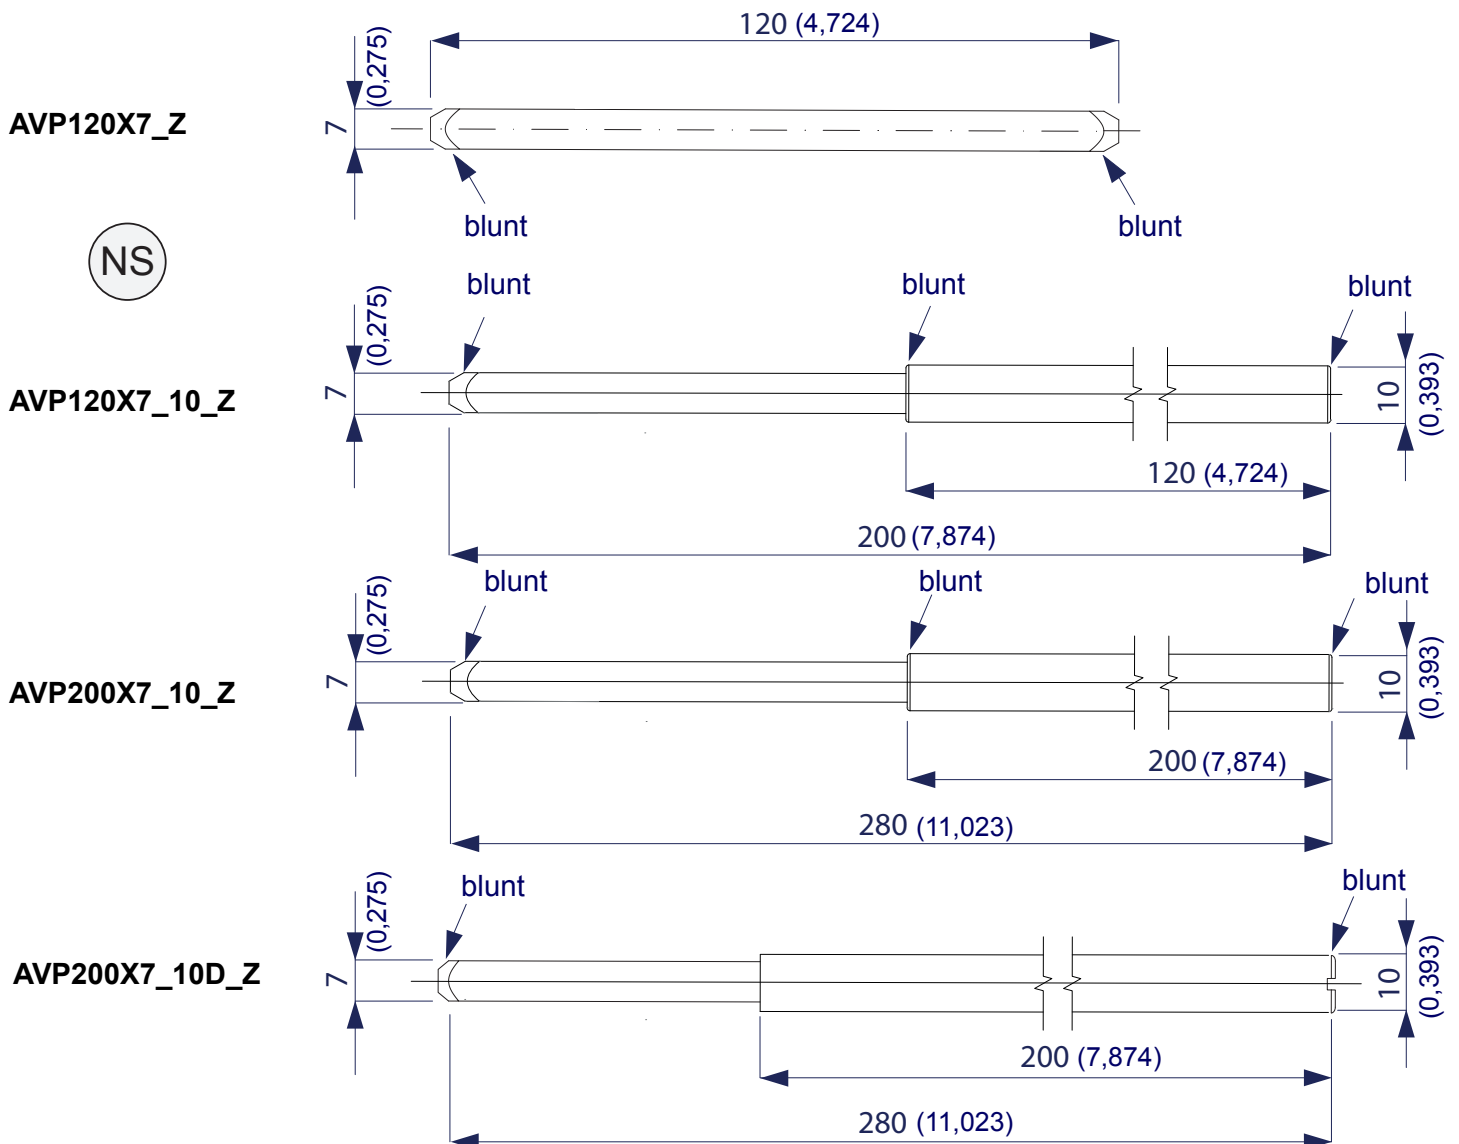 120 (4,724)
(0,275)
7
AVP120X7_Z
blunt
blunt
NS
blunt
blunt
blunt
(0,275)
7
AVP120X7_10_Z
10
(0,393)
120 (4,724)
200 (7,874)
blunt
blunt
blunt
(0,275)
7
AVP200X7_10_Z
10
(0,393)
200 (7,874)
280 (11,023)
blunt
blunt
(0,275)
7
AVP200X7_10D_Z
10
(0,393)
200 (7,874)
280 (11,023)